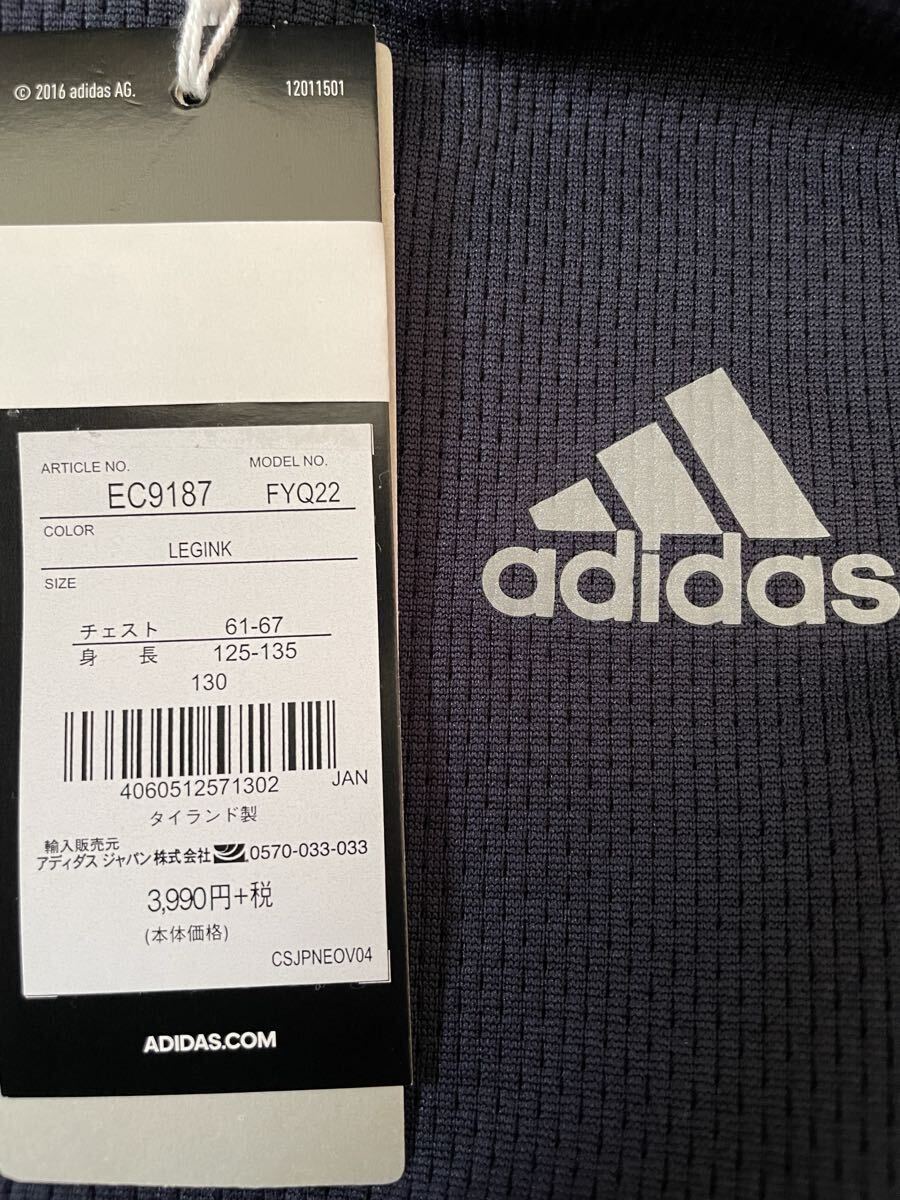 © 2016 adidas AG. 12011501
ARTICLE NO. MODEL NO.
EC9187 FYQ22
COLOR
LEGINK
SIZE
チェスト 61-67
身長 125-135
130
4060512571302 JAN
タイランド製
輸入販売元
アディダス ジャパン株式会社 0570-033-033
3,990円+税
(本体価格)
CSJPNEOV04
ADIDAS.COM
adidas